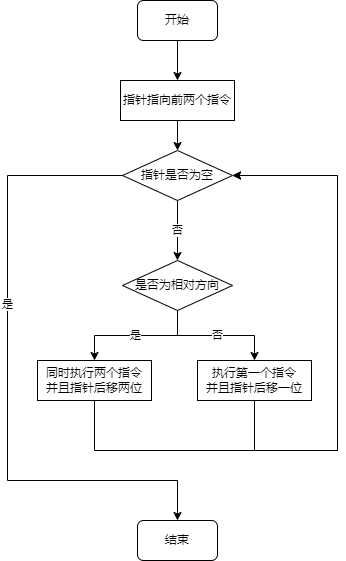 开始
指针指向前两个指令
指针是否为空
否
是否为相对方向
是
否
是
同时执行两个指令
并且指针后移两位
执行第一个指令
并且指针后移一位
结束